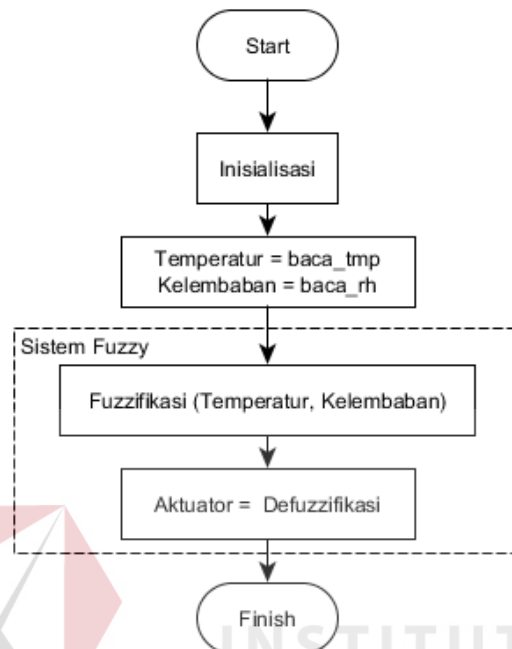 Start
Inisialisasi
Temperatur = baca_tmp
Kelembaban = baca_rh
Sistem Fuzzy
Fuzzifikasi (Temperatur, Kelembaban)
Aktuator = Defuzzifikasi
Finish
INSTITUT